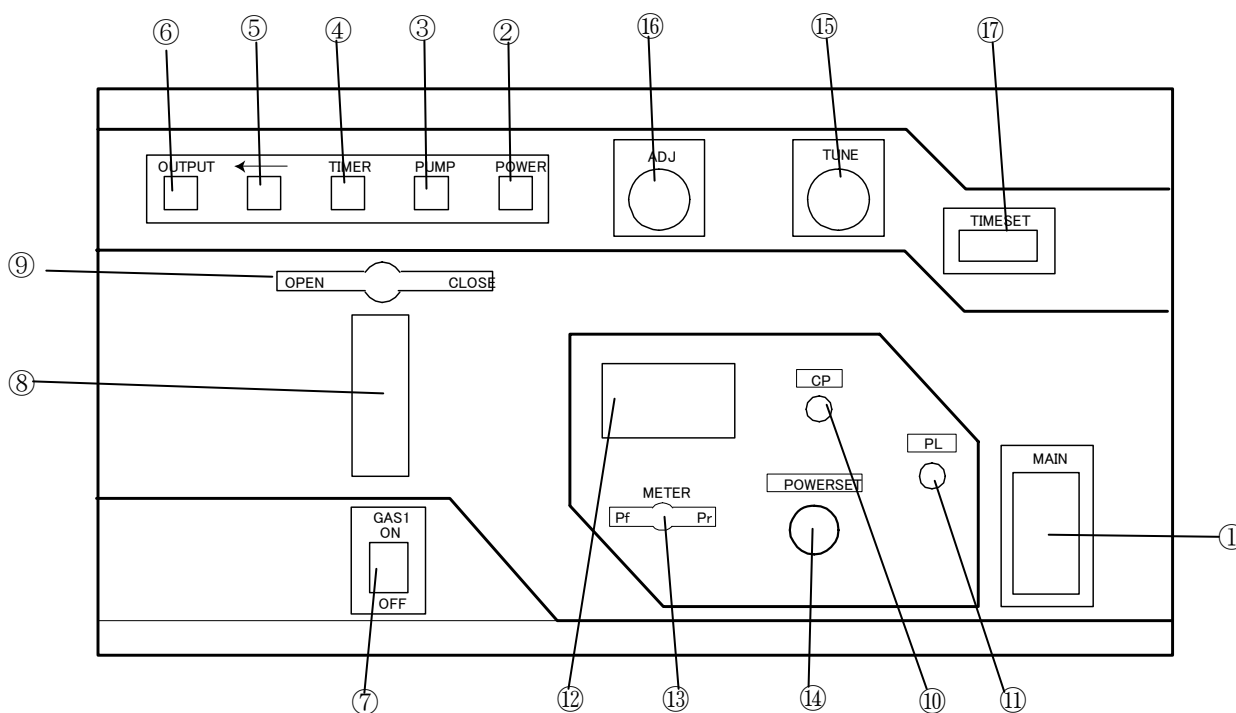 ⑥ ⑤ ④ ③ ② ⑯ ⑮ ⑰
OUTPUT ← TIMER PUMP POWER
ADJ
TUNE
TIMESET
⑨
OPEN CLOSE
⑧
CP
PL
MAIN
METER
Pf Pr
POWERSET
①
GAS1
ON
OFF
⑦ ⑫ ⑬ ⑭ ⑩ ⑪